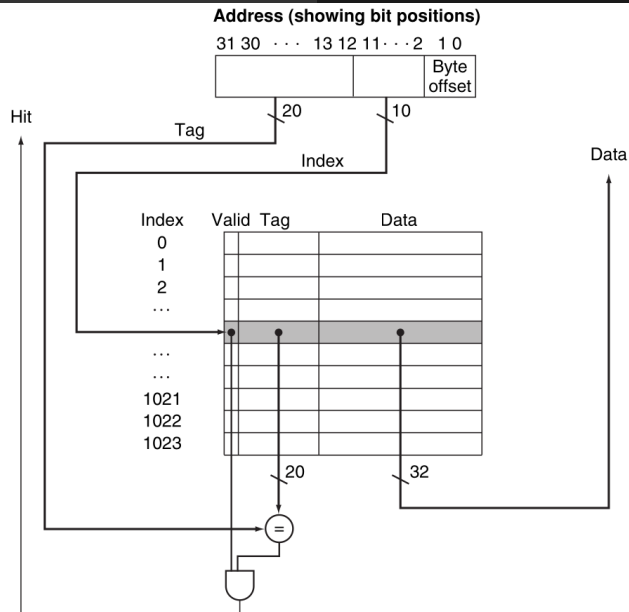 Address (showing bit positions)
31 30 · · · 13 12 11 · · · 2 1 0
Byte
offset
20
10
Hit
Tag
Data
Index
Index Valid Tag Data
0
1
2
· · ·
· · ·
· · ·
1021
1022
1023
20
32
=